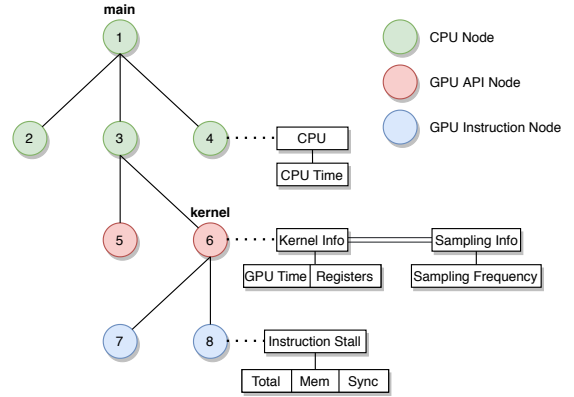 main
1
CPU Node
GPU API Node
GPU Instruction Node
2
3
4
CPU
CPU Time
kernel
5
6
Kernel Info
Sampling Info
GPU Time
Registers
Sampling Frequency
7
8
Instruction Stall
Total
Mem
Sync